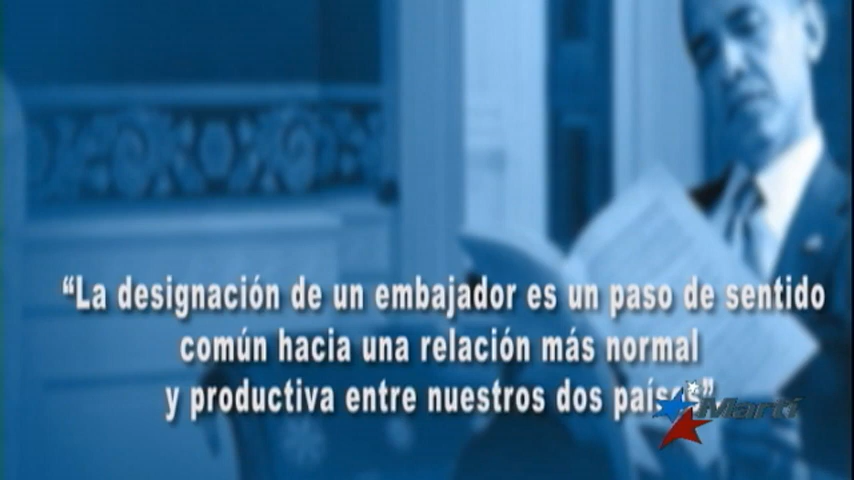 “La designación de un embajador es un paso de sentido
común hacia una relación más normal
y productiva entre nuestros dos países”
Martí